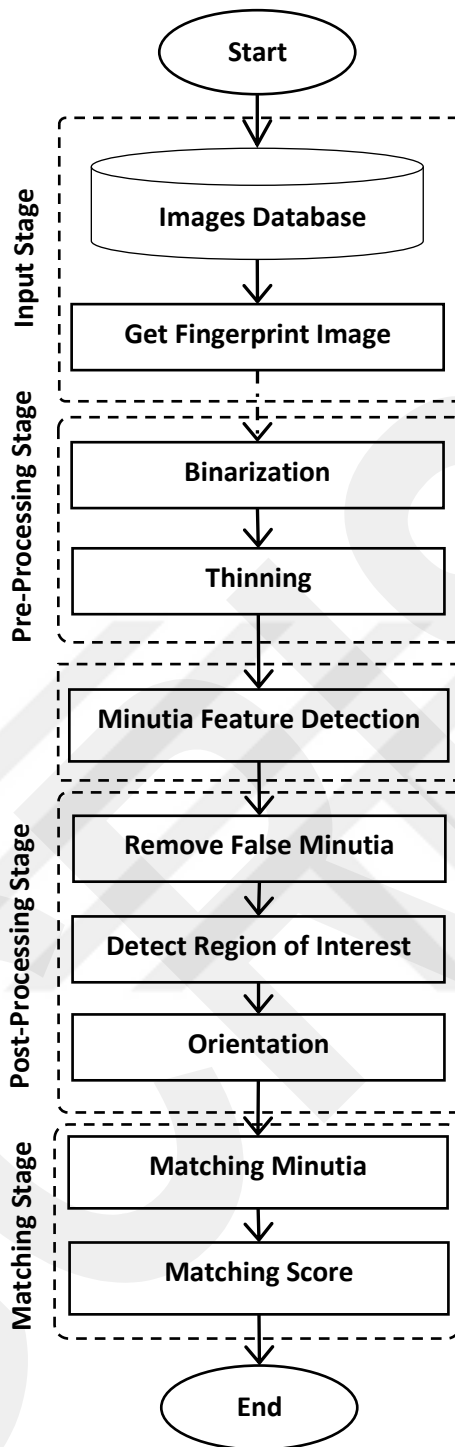 Start
Input Stage
Images Database
Get Fingerprint Image
Pre-Processing Stage
Binarization
Thinning
Minutia Feature Detection
Post-Processing Stage
Remove False Minutia
Detect Region of Interest
Orientation
Matching Stage
Matching Minutia
Matching Score
End